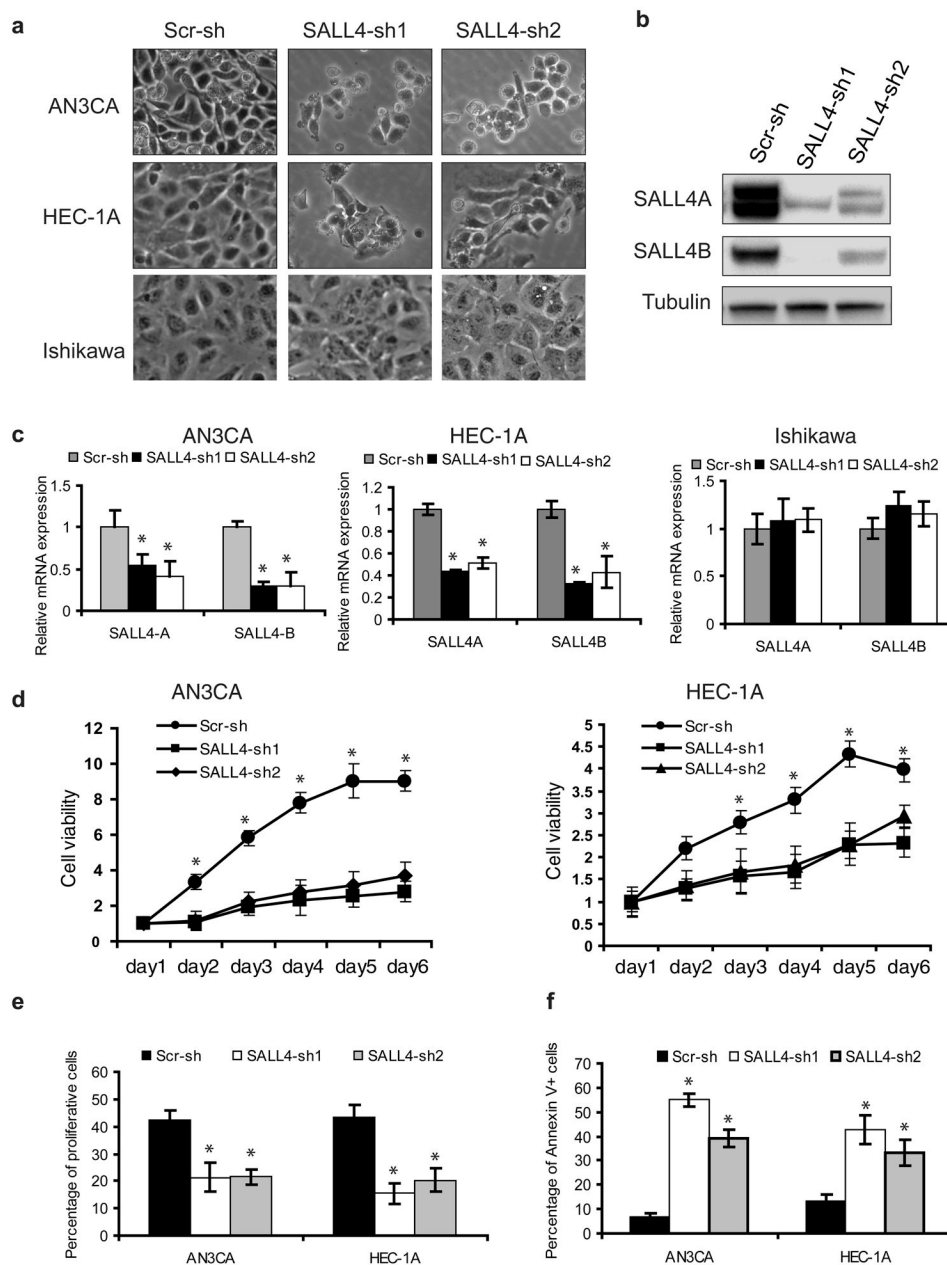 a
Scr-sh SALL4-sh1 SALL4-sh2
AN3CA
HEC-1A
Ishikawa
b
Scr-sh
SALL4-sh1
SALL4-sh2
SALL4A
SALL4B
Tubulin
c
AN3CA
Scr-sh SALL4-sh1 SALL4-sh2
Relative mRNA expression
1.5
1
0.5
0
* * * *
SALL4-A SALL4-B
HEC-1A
Scr-sh SALL4-sh1 SALL4-sh2
Relative mRNA expression
1.2
1
0.8
0.6
0.4
0.2
0
* * * *
SALL4A SALL4B
Ishikawa
Scr-sh SALL4-sh1 SALL4-sh2
Relative mRNA expression
1.5
1
0.5
0
SALL4A SALL4B
d
AN3CA
Scr-sh
SALL4-sh1
SALL4-sh2
Cell viability
12
10
8
6
4
2
0
* * * * *
day1 day2 day3 day4 day5 day6
HEC-1A
Scr-sh
SALL4-sh1
SALL4-sh2
Cell viability
5
4.5
4
3.5
3
2.5
2
1.5
1
0.5
0
* * * *
day1 day2 day3 day4 day5 day6
e
Scr-sh SALL4-sh1 SALL4-sh2
Percentage of proliferative cells
60
50
40
30
20
10
0
* * * *
AN3CA HEC-1A
f
Scr-sh SALL4-sh1 SALL4-sh2
Percentage of Annexin V+ cells
70
60
50
40
30
20
10
0
* * * *
AN3CA HEC-1A